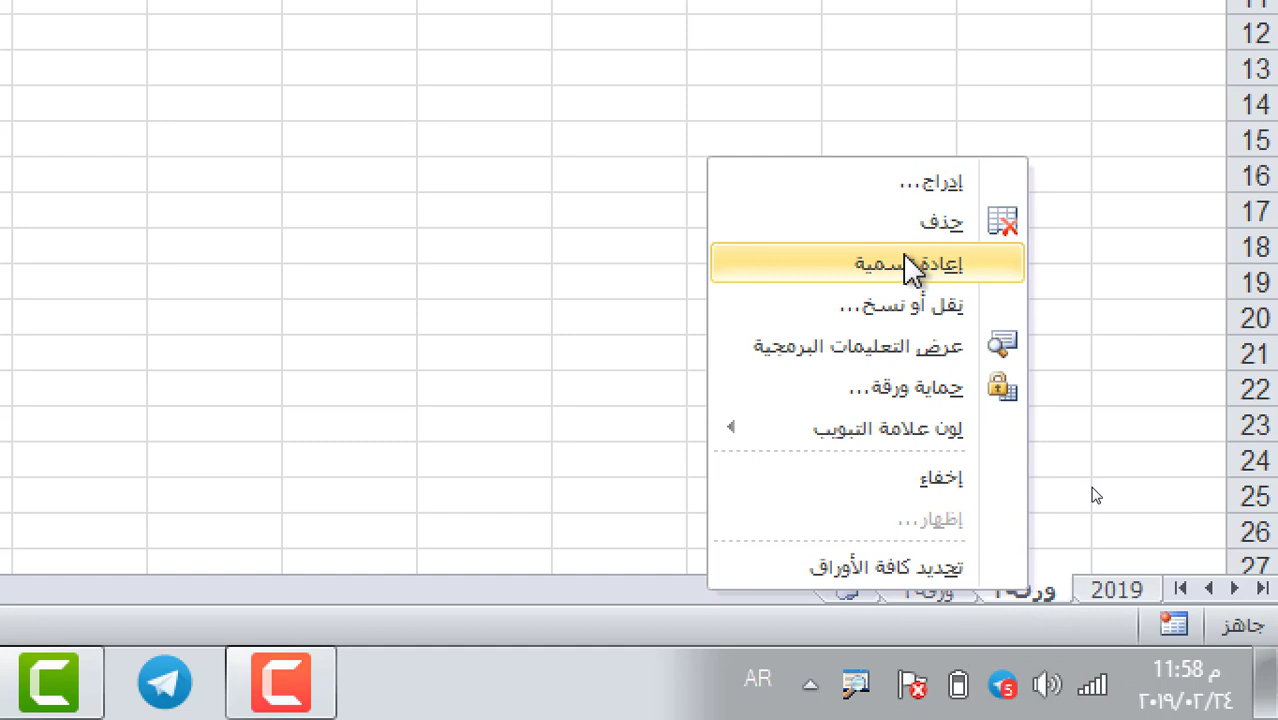 11
12
13
14
15
16
17
18
19
20
21
22
23
24
25
26
27
إدراج...
حذف
إعادة تسمية
نقل أو نسخ...
عرض التعليمات البرمجية
حماية ورقة...
لون علامة التبويب
إخفاء
إظهار...
تحديد كافة الأوراق
2019
جاهز
AR
5
م 11:58
٢٠١٩/٠٢/٢٤